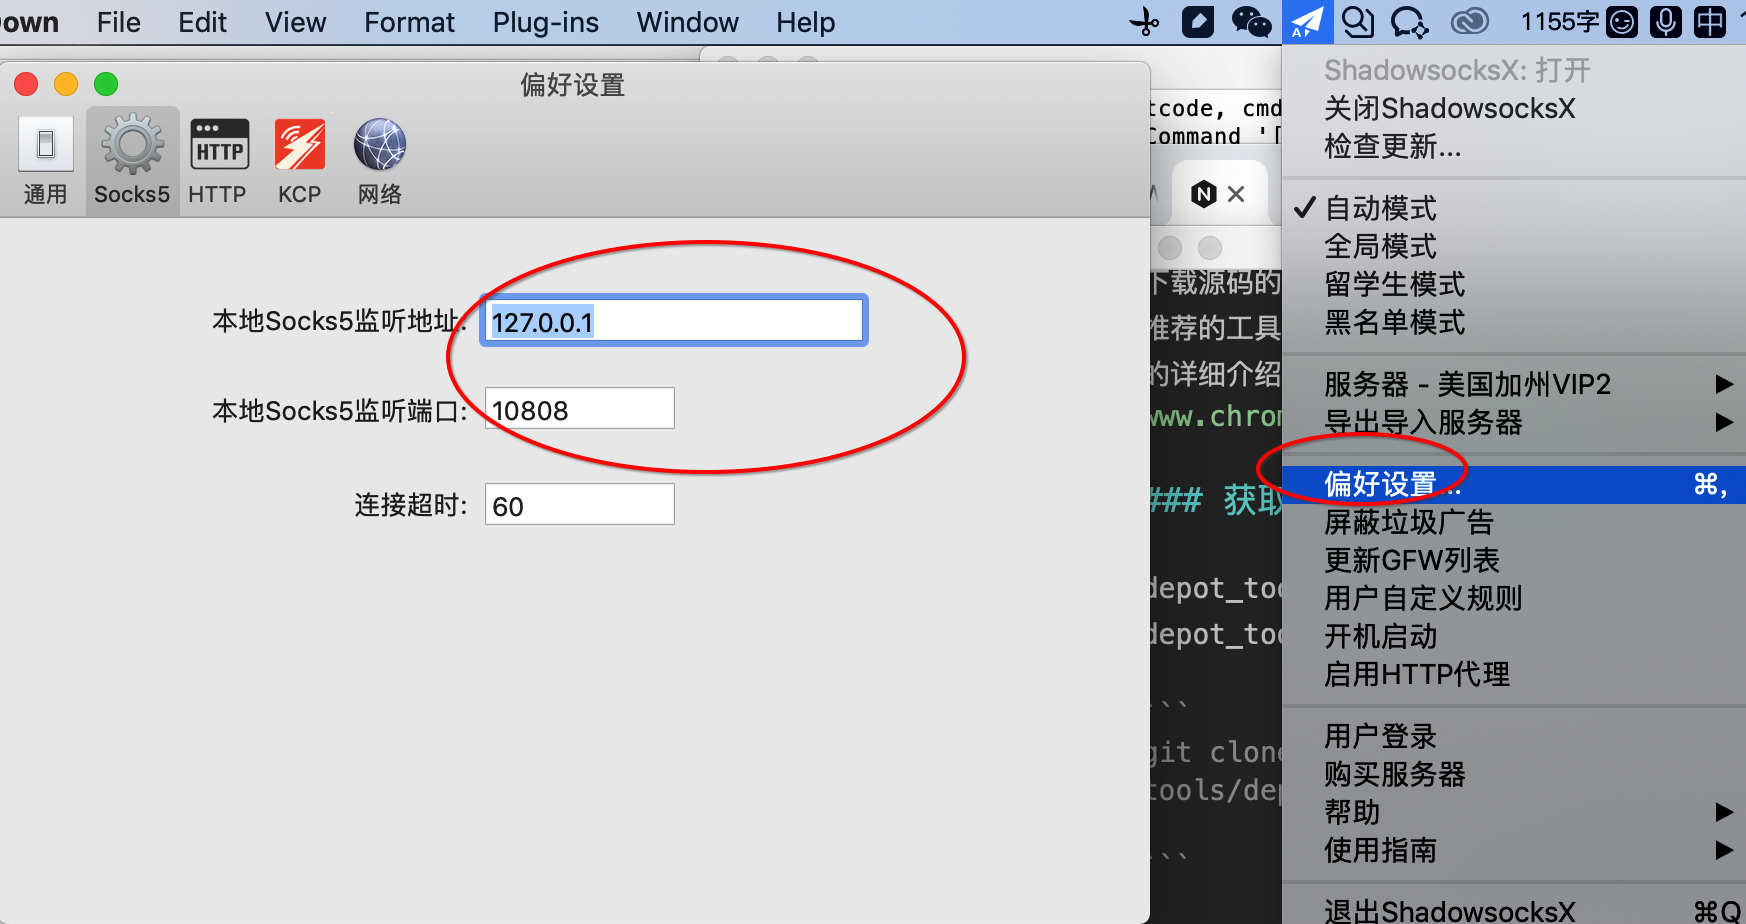 own File Edit View Format Plug-ins Window Help 1155字 中
偏好设置
通用 Socks5 HTTP KCP 网络
HTTP
本地Socks5监听地址: 127.0.0.1
本地Socks5监听端口: 10808
连接超时: 60
tcode, cmd
Command '[
N
下载源码的
推荐的工具
的详细介绍
www.chrom
### 获取
depot_too
depot_too
```
git clone
tools/dep
```
ShadowsocksX: 打开
关闭ShadowsocksX
检查更新...
✓ 自动模式
全局模式
留学生模式
黑名单模式
服务器 - 美国加州VIP2 ▶
导出导入服务器 ▶
偏好设置... ⌘,
屏蔽垃圾广告
更新GFW列表
用户自定义规则
开机启动
启用HTTP代理
用户登录
购买服务器
帮助 ▶
使用指南 ▶
退出ShadowsocksX ⌘Q